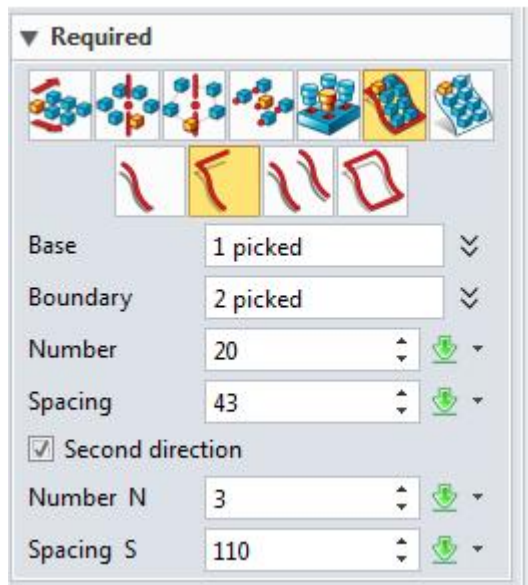 Required
Base 1 picked
Boundary 2 picked
Number 20
Spacing 43
Second direction
Number N 3
Spacing S 110